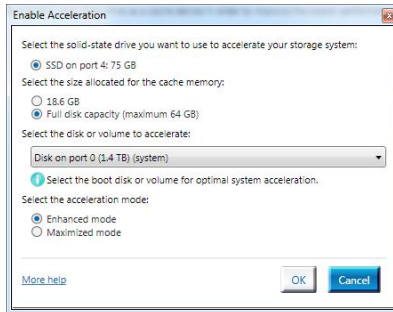 Enable Acceleration
Select the solid-state drive you want to use to accelerate your storage system:
SSD on port 4: 75 GB
Select the size allocated for the cache memory:
18.6 GB
Full disk capacity (maximum 64 GB)
Select the disk or volume to accelerate:
Disk on port 0 (1.4 TB) (system)
Select the boot disk or volume for optimal system acceleration.
Select the acceleration mode:
Enhanced mode
Maximized mode
More help
OK Cancel